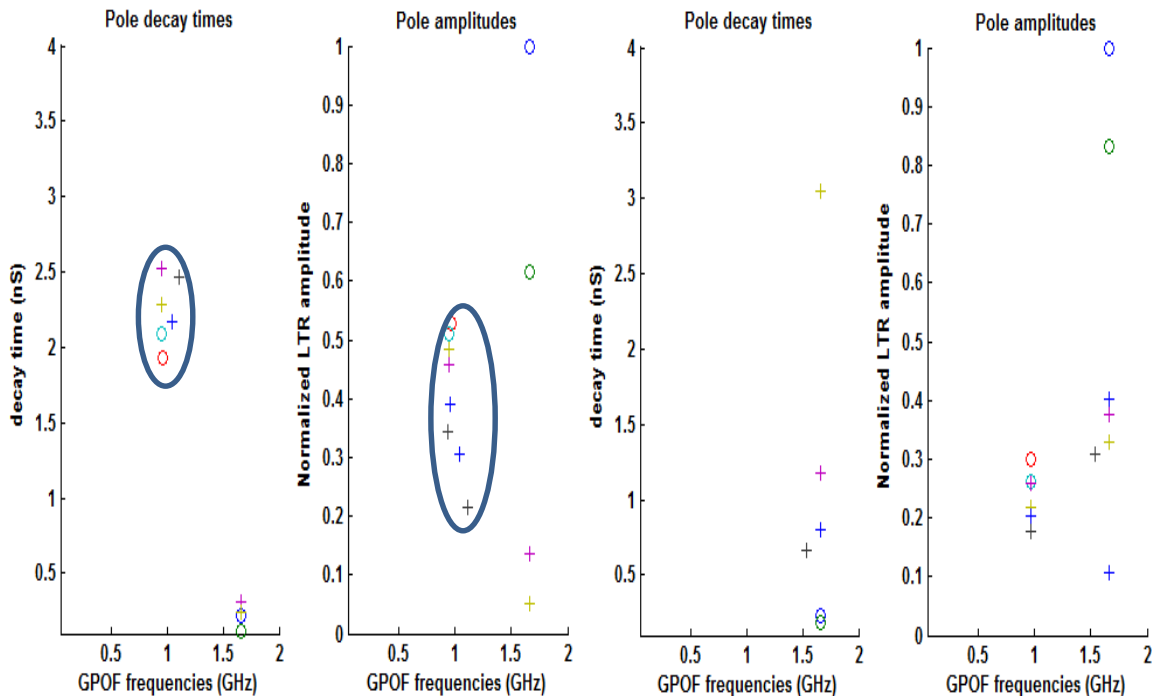 Pole decay times
4
3.5
3
2.5
2
1.5
1
0.5
decay time (nS)
0.5 1 1.5 2
GPOF frequencies (GHz)
Pole amplitudes
1
0.9
0.8
0.7
0.6
0.5
0.4
0.3
0.2
0.1
0
Normalized LTR amplitude
0.5 1 1.5 2
GPOF frequencies (GHz)
Pole decay times
4
3.5
3
2.5
2
1.5
1
0.5
decay time (nS)
0.5 1 1.5 2
GPOF frequencies (GHz)
Pole amplitudes
1
0.9
0.8
0.7
0.6
0.5
0.4
0.3
0.2
0.1
0
Normalized LTR amplitude
0.5 1 1.5 2
GPOF frequencies (GHz)